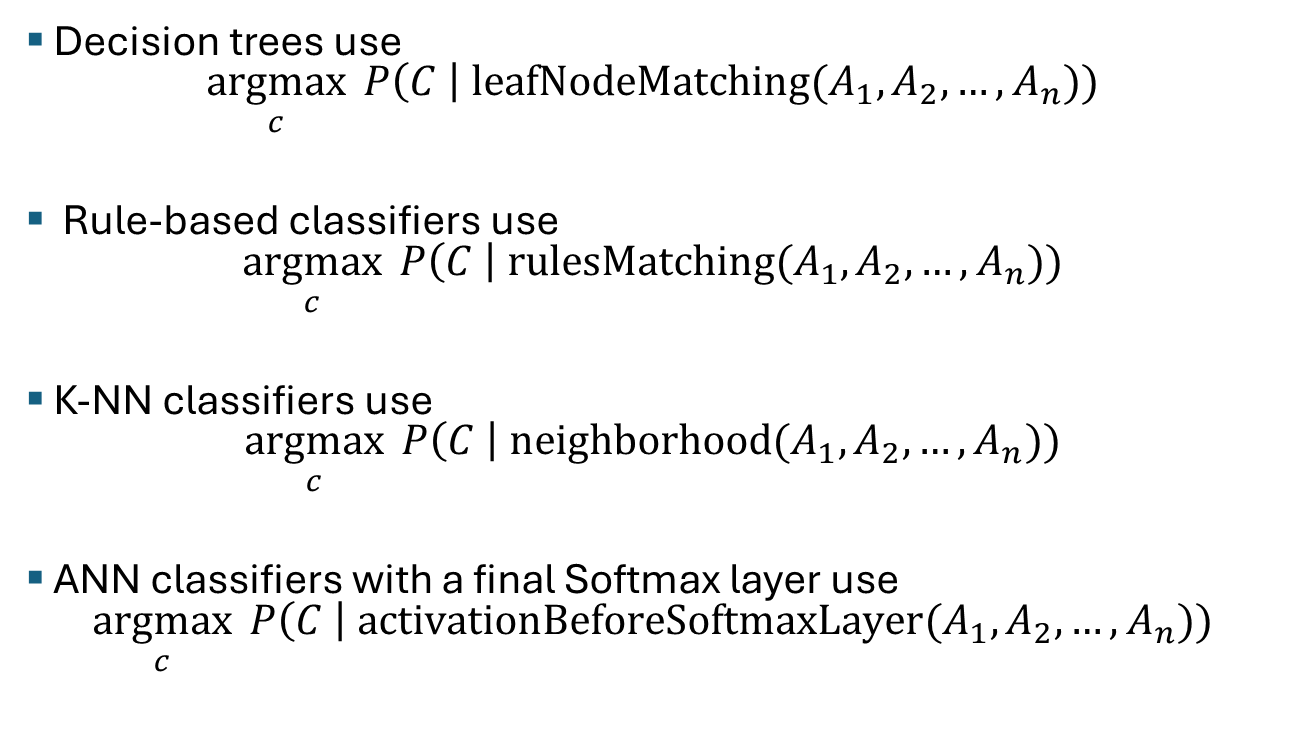 ▪ Decision trees use
argmax P(C | leafNodeMatching(A₁, A₂, … , Aₙ))
c
▪ Rule-based classifiers use
argmax P(C | rulesMatching(A₁, A₂, … , Aₙ))
c
▪ K-NN classifiers use
argmax P(C | neighborhood(A₁, A₂, … , Aₙ))
c
▪ ANN classifiers with a final Softmax layer use
argmax P(C | activationBeforeSoftmaxLayer(A₁, A₂, … , Aₙ))
c